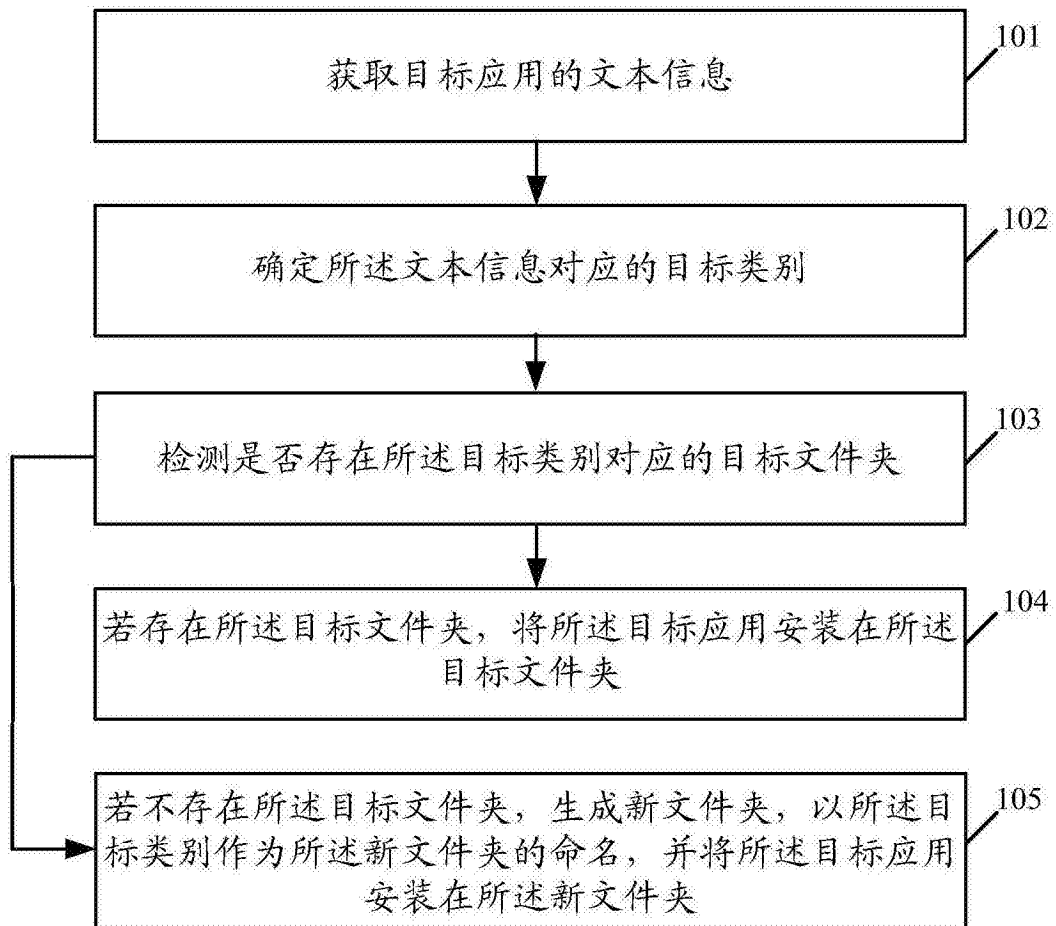 101
获取目标应用的文本信息
102
确定所述文本信息对应的目标类别
103
检测是否存在所述目标类别对应的目标文件夹
104
若存在所述目标文件夹，将所述目标应用安装在所述
目标文件夹
105
若不存在所述目标文件夹，生成新文件夹，以所述目
标类别作为所述新文件夹的命名，并将所述目标应用
安装在所述新文件夹